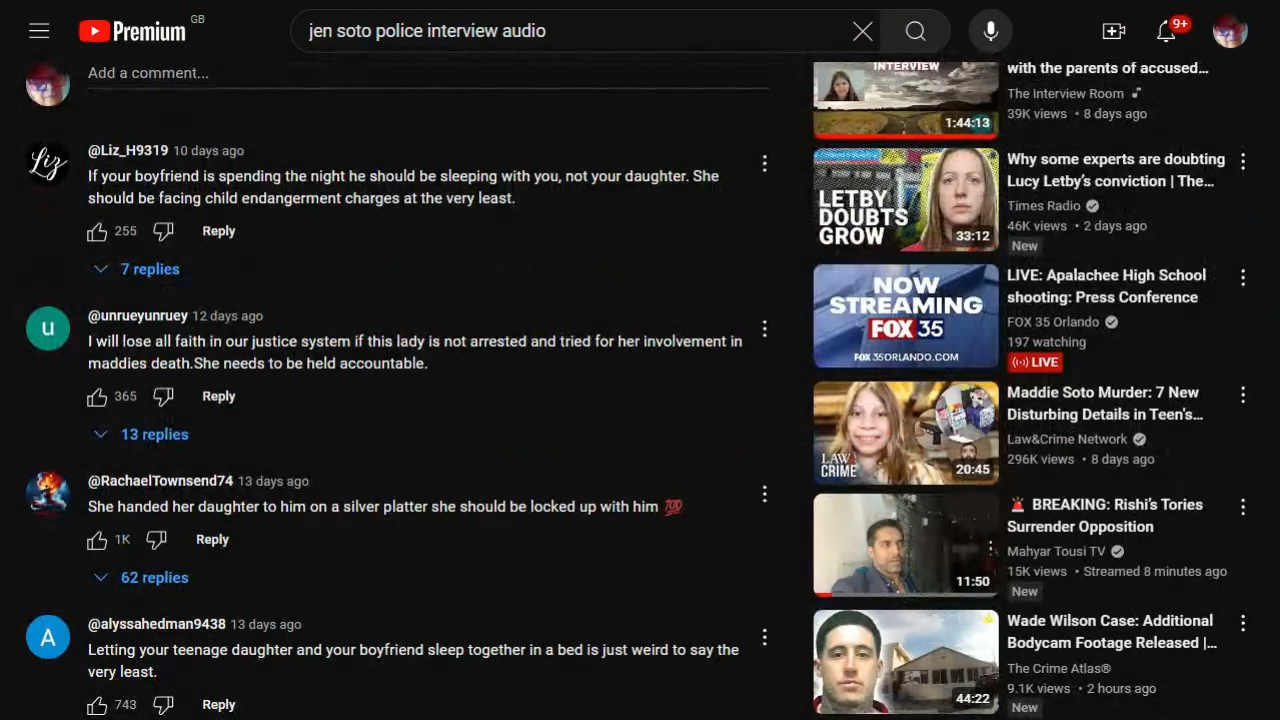 Premium
GB
jen soto police interview audio
9+
Add a comment...
@Liz_H9319 10 days ago
If your boyfriend is spending the night he should be sleeping with you, not your daughter. She
should be facing child endangerment charges at the very least.
255 Reply
7 replies
@unrueyunruey 12 days ago
I will lose all faith in our justice system if this lady is not arrested and tried for her involvement in
maddies death.She needs to be held accountable.
365 Reply
13 replies
@RachaelTownsend74 13 days ago
She handed her daughter to him on a silver platter she should be locked up with him 💯
1K Reply
62 replies
@alyssahedman9438 13 days ago
Letting your teenage daughter and your boyfriend sleep together in a bed is just weird to say the
very least.
743 Reply
INTERVIEW
1:44:13
with the parents of accused...
The Interview Room
39K views • 8 days ago
LETBY
DOUBTS
GROW
33:12
Why some experts are doubting
Lucy Letby's conviction | The...
Times Radio
46K views • 2 days ago
New
NOW
STREAMING
FOX 35
FOX 35ORLANDO.COM
LIVE: Apalachee High School
shooting: Press Conference
FOX 35 Orlando
197 watching
LIVE
LAW&
CRIME
20:45
Maddie Soto Murder: 7 New
Disturbing Details in Teen's...
Law&Crime Network
296K views • 8 days ago
11:50
🚨 BREAKING: Rishi's Tories
Surrender Opposition
Mahyar Tousi TV
15K views • Streamed 8 minutes ago
New
44:22
Wade Wilson Case: Additional
Bodycam Footage Released |...
The Crime Atlas®
9.1K views • 2 hours ago
New